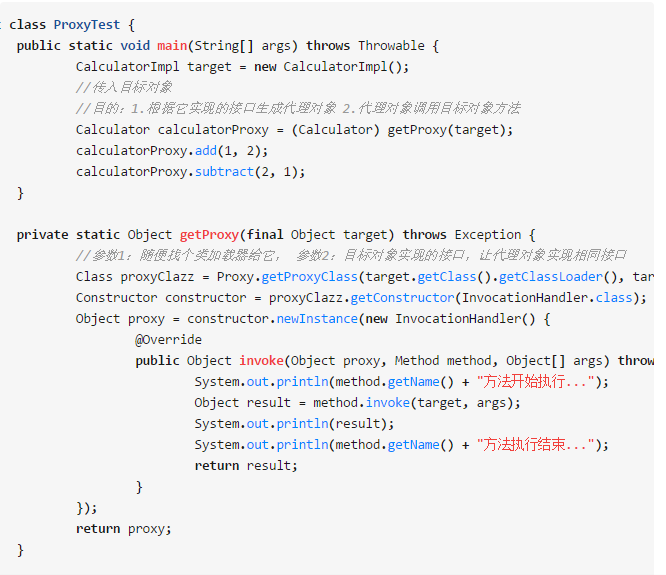 class ProxyTest {
public static void main(String[] args) throws Throwable {
CalculatorImpl target = new CalculatorImpl();
//传入目标对象
//目的：1.根据它实现的接口生成代理对象 2.代理对象调用目标对象方法
Calculator calculatorProxy = (Calculator) getProxy(target);
calculatorProxy.add(1, 2);
calculatorProxy.subtract(2, 1);
}
private static Object getProxy(final Object target) throws Exception {
//参数1：随便找个类加载器给它， 参数2：目标对象实现的接口，让代理对象实现相同接口
Class proxyClazz = Proxy.getProxyClass(target.getClass().getClassLoader(), tar
Constructor constructor = proxyClazz.getConstructor(InvocationHandler.class);
Object proxy = constructor.newInstance(new InvocationHandler() {
@Override
public Object invoke(Object proxy, Method method, Object[] args) throw
System.out.println(method.getName() + "方法开始执行...");
Object result = method.invoke(target, args);
System.out.println(result);
System.out.println(method.getName() + "方法执行结束...");
return result;
}
});
return proxy;
}